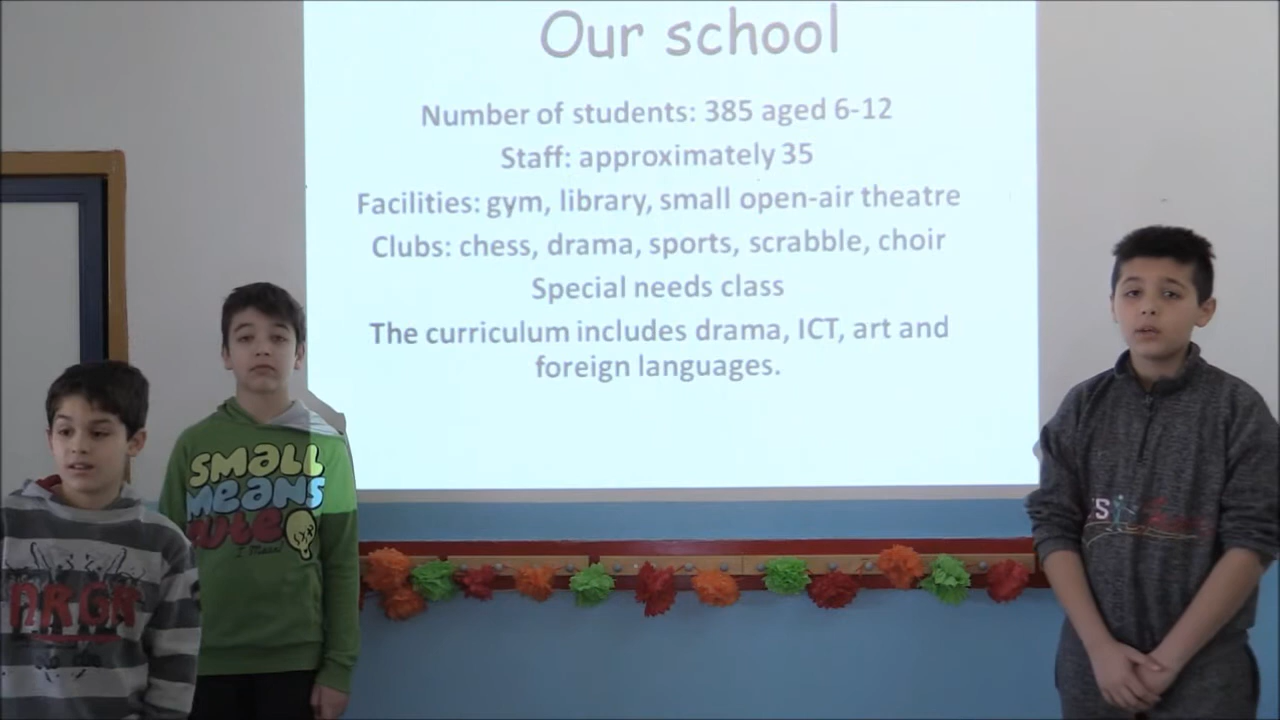 Our school
Number of students: 385 aged 6-12
Staff: approximately 35
Facilities: gym, library, small open-air theatre
Clubs: chess, drama, sports, scrabble, choir
Special needs class
The curriculum includes drama, ICT, art and
foreign languages.
SMALL
MEANS
CUTE
I Mean!
NRGN